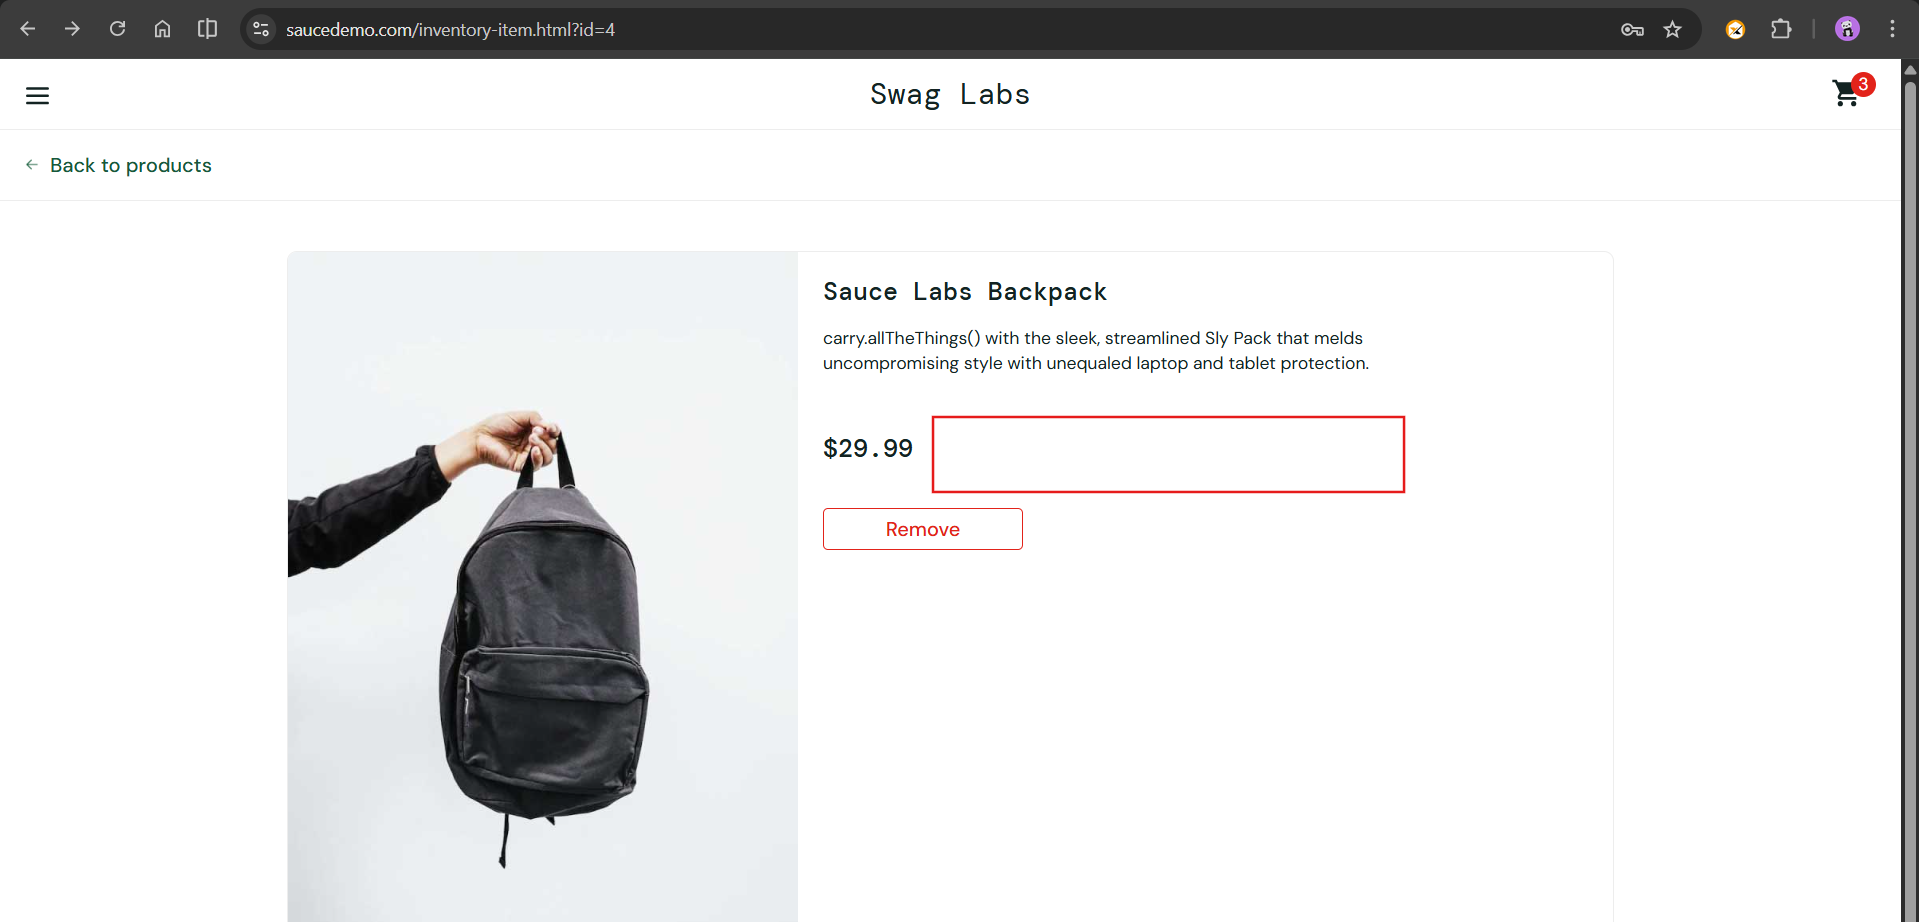 saucedemo.com/inventory-item.html?id=4
Swag Labs
3
Back to products
Sauce Labs Backpack
carry.allTheThings() with the sleek, streamlined Sly Pack that melds
uncompromising style with unequaled laptop and tablet protection.
$29.99
Remove